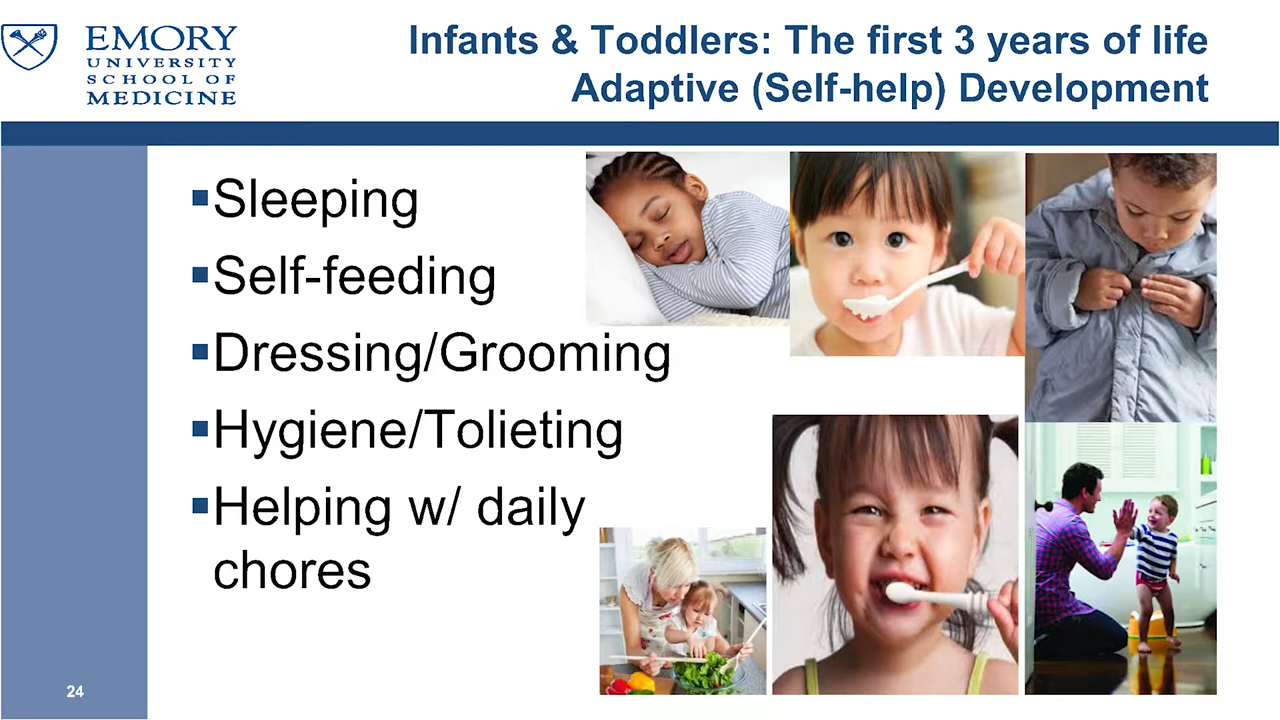 EMORY
UNIVERSITY
SCHOOL OF
MEDICINE
Infants & Toddlers: The first 3 years of life
Adaptive (Self-help) Development
▪Sleeping
▪Self-feeding
▪Dressing/Grooming
▪Hygiene/Tolieting
▪Helping w/ daily
chores
24